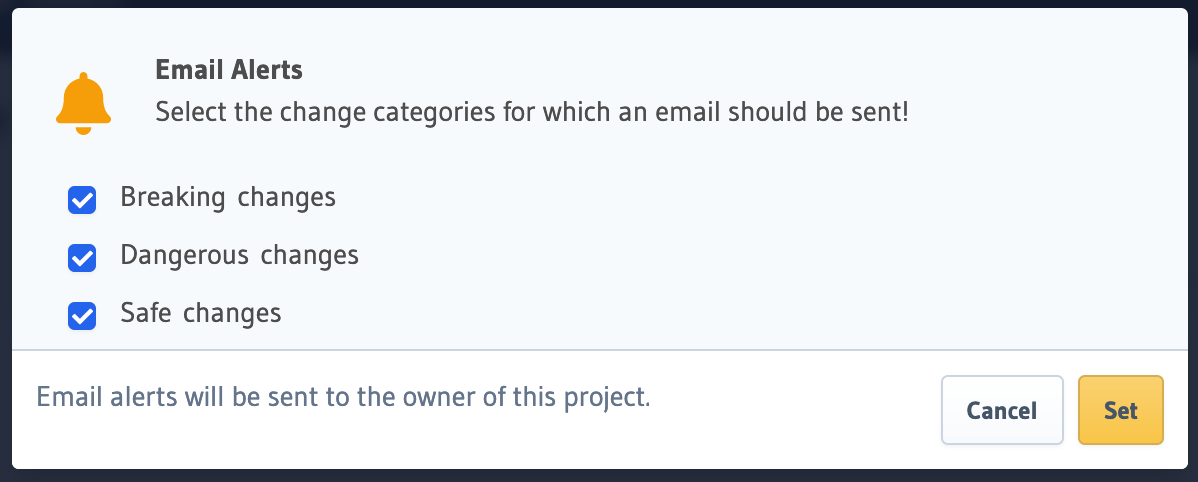 Email Alerts
Select the change categories for which an email should be sent!
Breaking changes
Dangerous changes
Safe changes
Email alerts will be sent to the owner of this project.
Cancel
Set